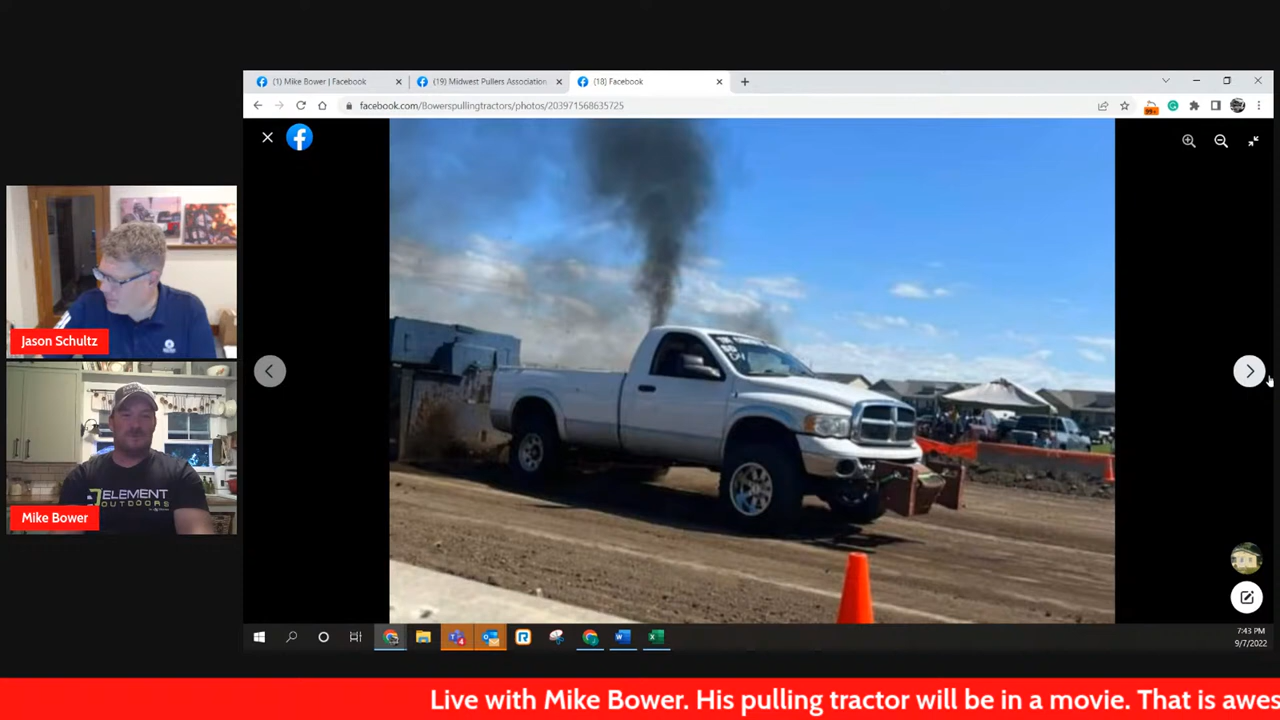 (1) Mike Bower | Facebook
(19) Midwest Pullers Association
(18) Facebook
facebook.com/Bowerspullingtractors/photos/203971568635725
99+
Jason Schultz
ELEMENT
OUTDOORS
Mike Bower
7:43 PM
9/7/2022
Live with Mike Bower. His pulling tractor will be in a movie. That is awes